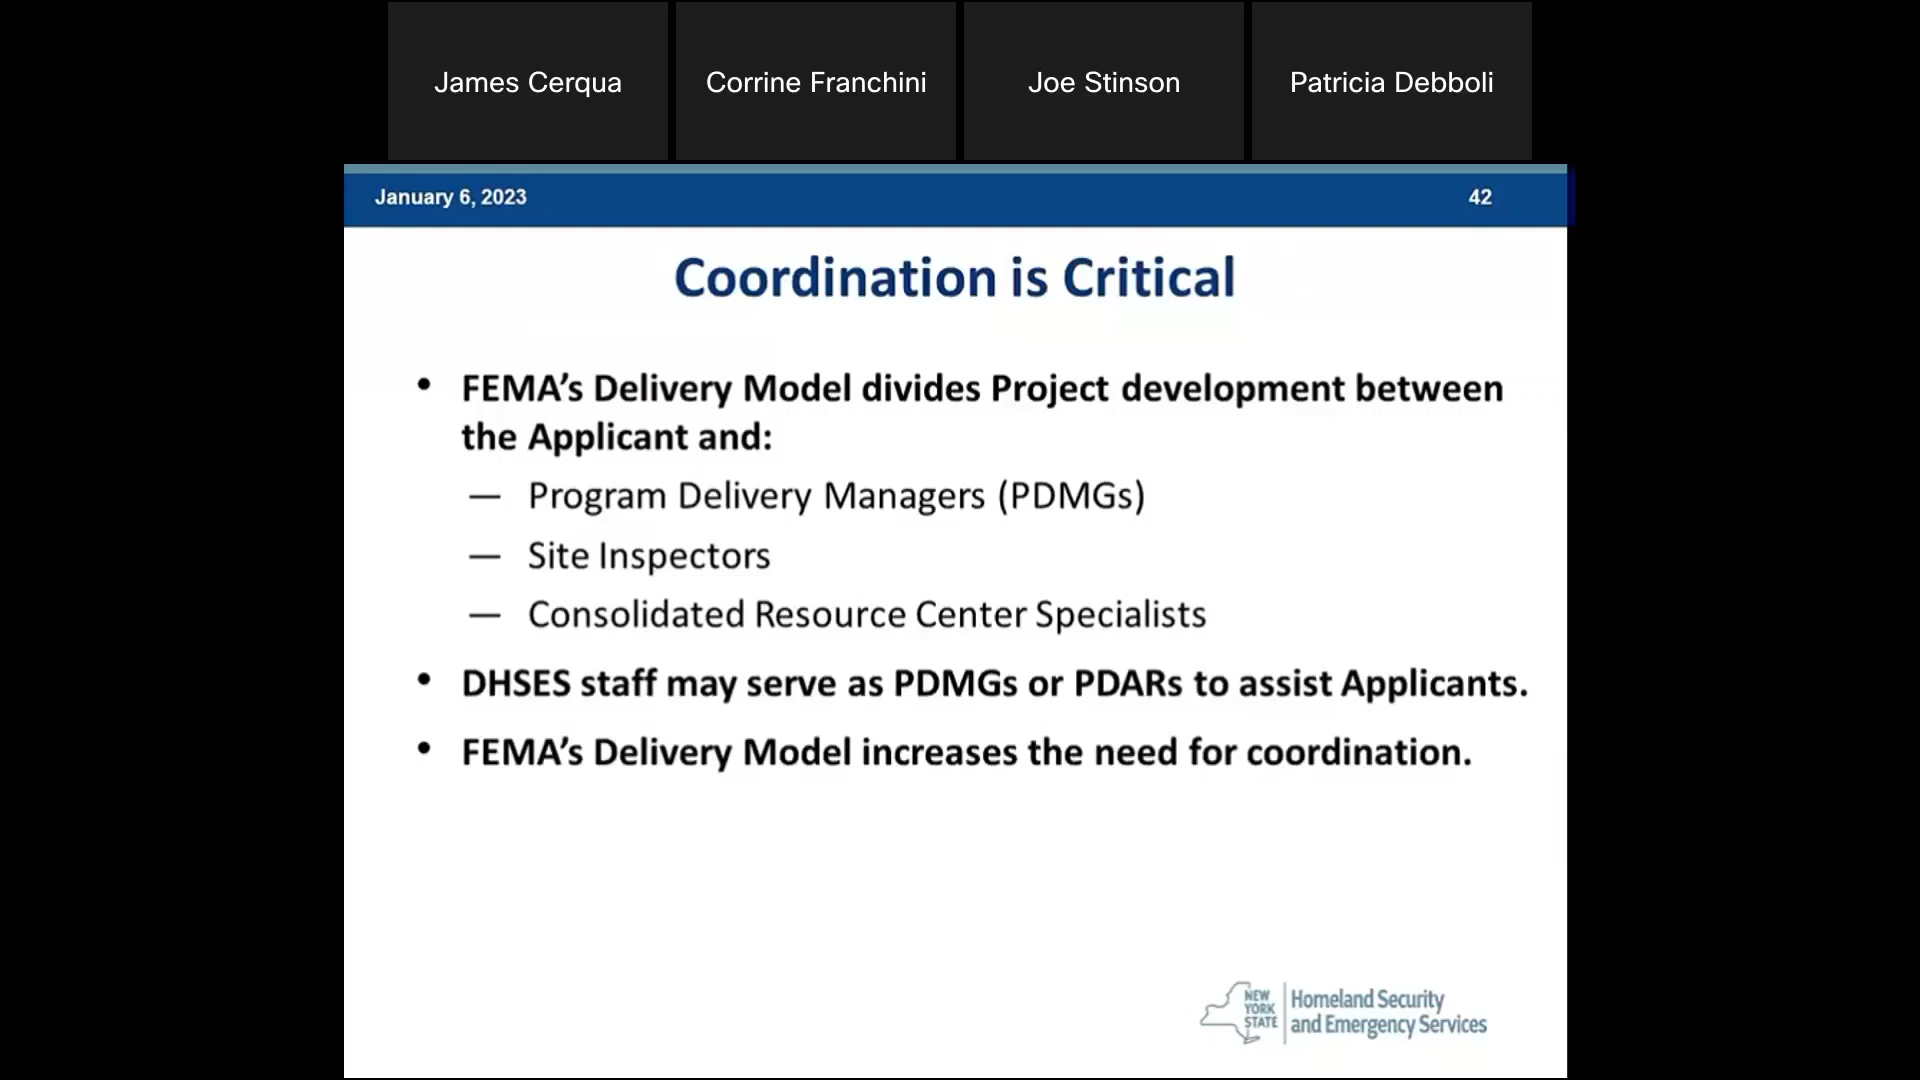 James Cerqua
Corrine Franchini
Joe Stinson
Patricia Debboli
January 6, 2023
42
Coordination is Critical
• FEMA’s Delivery Model divides Project development between
the Applicant and:
— Program Delivery Managers (PDMGs)
— Site Inspectors
— Consolidated Resource Center Specialists
• DHSES staff may serve as PDMGs or PDARs to assist Applicants.
• FEMA’s Delivery Model increases the need for coordination.
NEW
YORK
STATE
Homeland Security
and Emergency Services